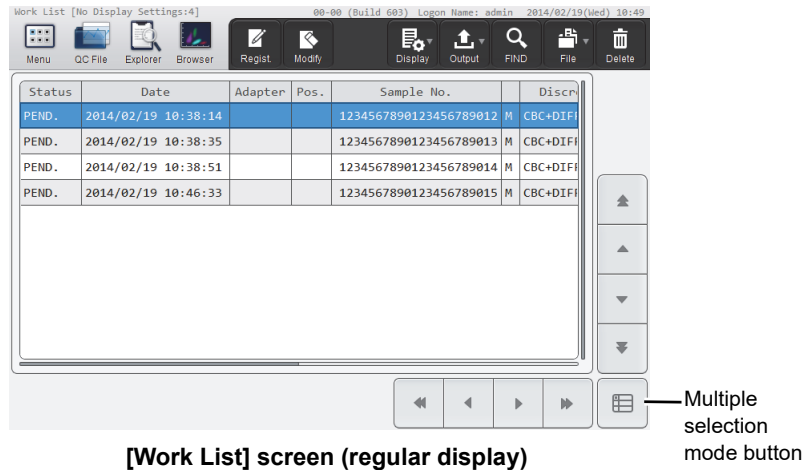 Work List [No Display Settings:4] 00-00 (Build 603) Logon Name: admin 2014/02/19(Wed) 10:49
Menu QC File Explorer Browser Regist. Modify Display Output FIND File Delete
Status Date Adapter Pos. Sample No. Discre
PEND. 2014/02/19 10:38:14 1234567890123456789012 M CBC+DIFF
PEND. 2014/02/19 10:38:35 1234567890123456789013 M CBC+DIFF
PEND. 2014/02/19 10:38:51 1234567890123456789014 M CBC+DIFF
PEND. 2014/02/19 10:46:33 1234567890123456789015 M CBC+DIFF
Multiple
selection
mode button
[Work List] screen (regular display)